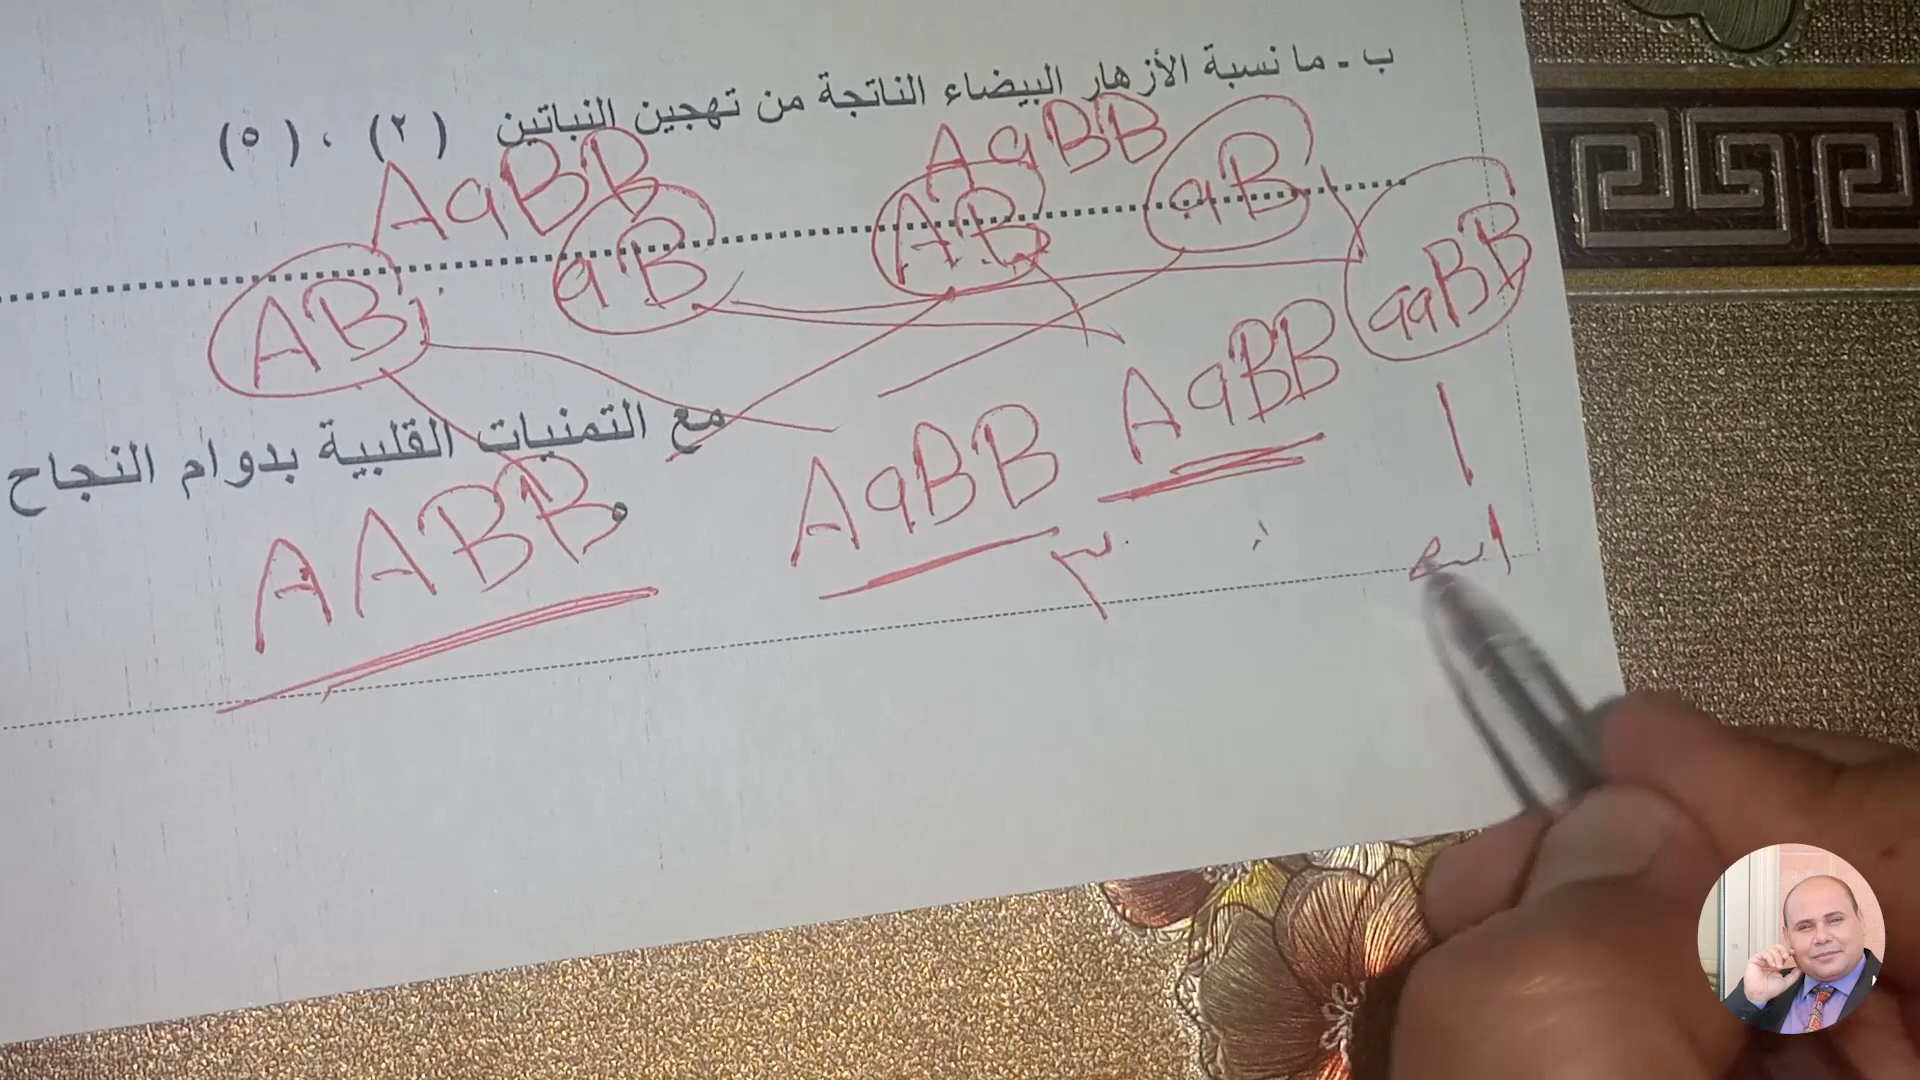 ب - ما نسبة الأزهار البيضاء الناتجة من تهجين النباتين (٢) ، (٥)
AaBB AaBB
AB aB AB aB
aaBB
AaBB
AaBB
مع التمنيات القلبية بدوام النجاح
AABB
٣ ١